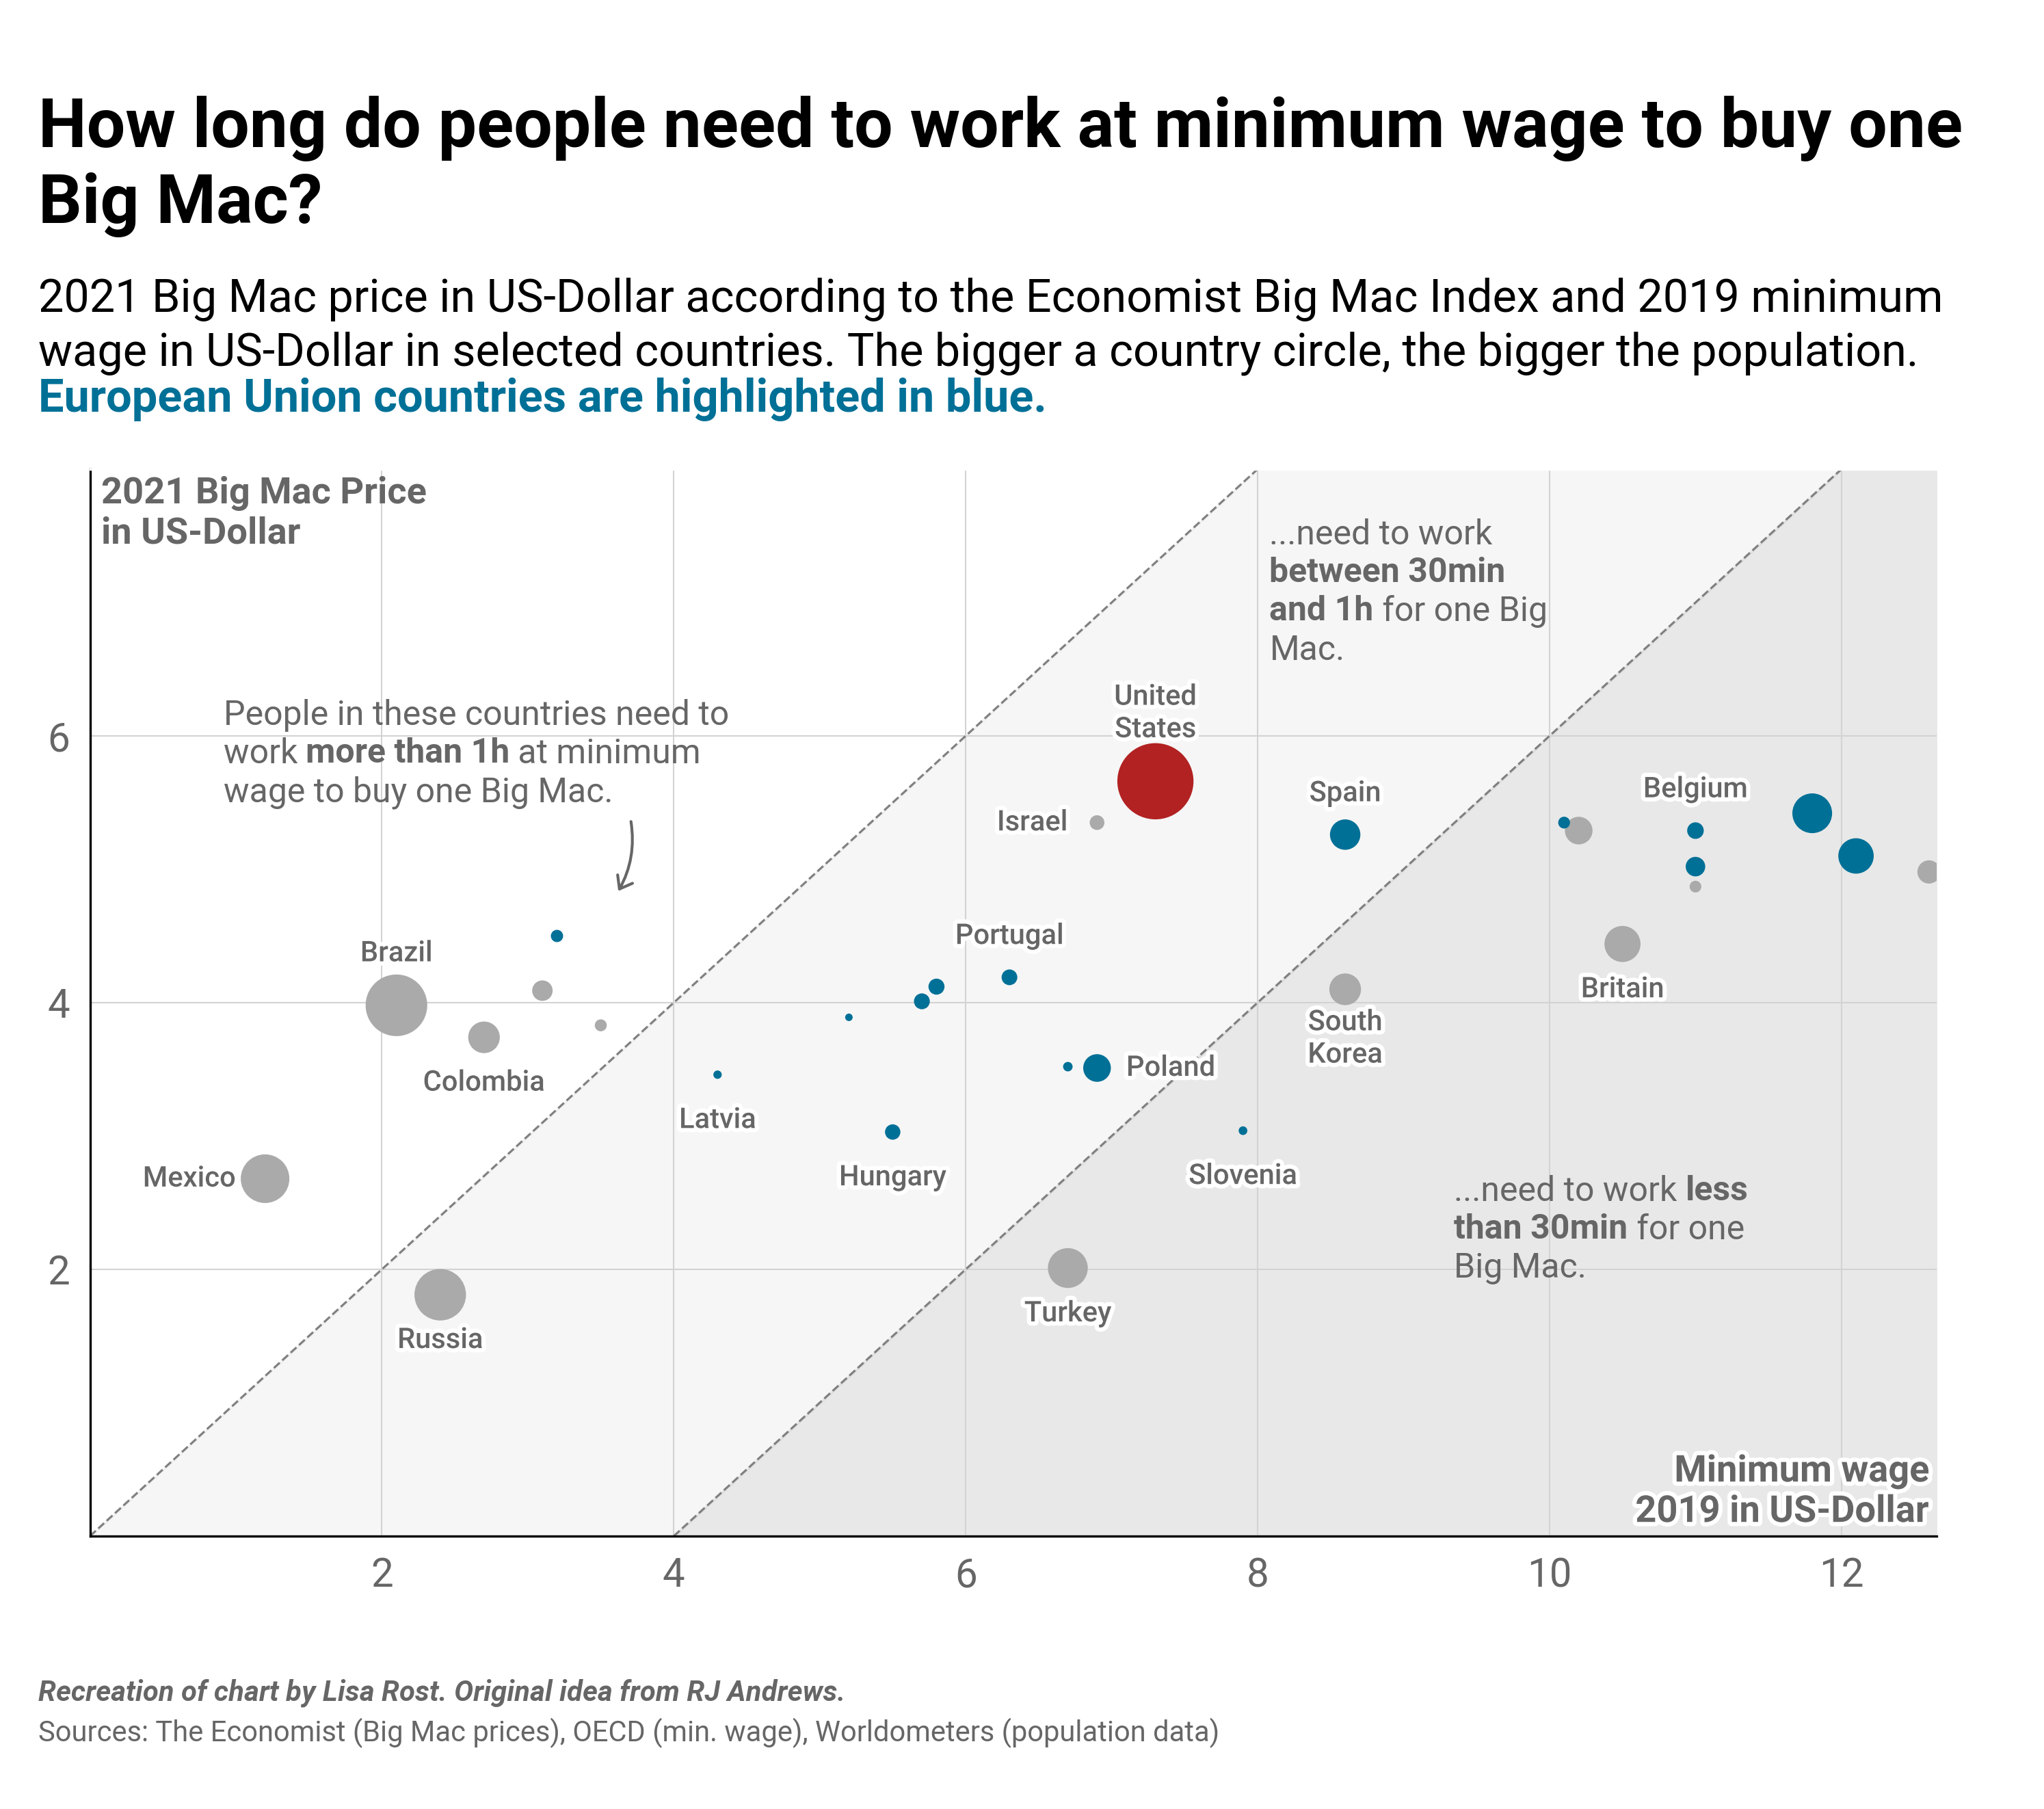 How long do people need to work at minimum wage to buy one
Big Mac?
2021 Big Mac price in US-Dollar according to the Economist Big Mac Index and 2019 minimum
wage in US-Dollar in selected countries. The bigger a country circle, the bigger the population.
European Union countries are highlighted in blue.
2021 Big Mac Price
in US-Dollar
...need to work
between 30min
and 1h for one Big
Mac.
People in these countries need to
work more than 1h at minimum
wage to buy one Big Mac.
United
States
Israel
Spain
Belgium
Brazil
Portugal
Britain
South
Korea
Colombia
Poland
Latvia
Mexico
Hungary
Slovenia
...need to work less
than 30min for one
Big Mac.
Turkey
Russia
6
4
2
Minimum wage
2019 in US-Dollar
2 4 6 8 10 12
Recreation of chart by Lisa Rost. Original idea from RJ Andrews.
Sources: The Economist (Big Mac prices), OECD (min. wage), Worldometers (population data)